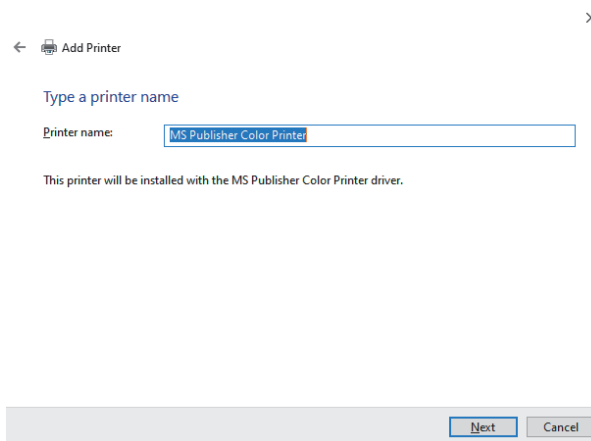 Add Printer
Type a printer name
Printer name: MS Publisher Color Printer
This printer will be installed with the MS Publisher Color Printer driver.
Next Cancel